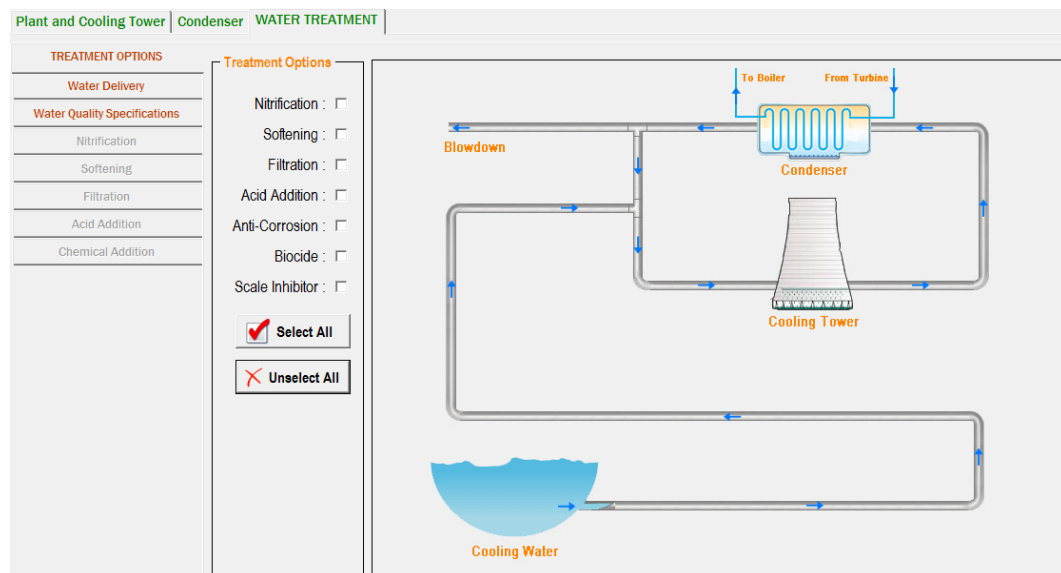 Plant and Cooling Tower
Condenser
WATER TREATMENT
TREATMENT OPTIONS
Water Delivery
Water Quality Specifications
Nitrification
Softening
Filtration
Acid Addition
Chemical Addition
Treatment Options
Nitrification :
Softening :
Filtration :
Acid Addition :
Anti-Corrosion :
Biocide :
Scale Inhibitor :
Select All
Unselect All
To Boiler
From Turbine
Blowdown
Condenser
Cooling Tower
Cooling Water